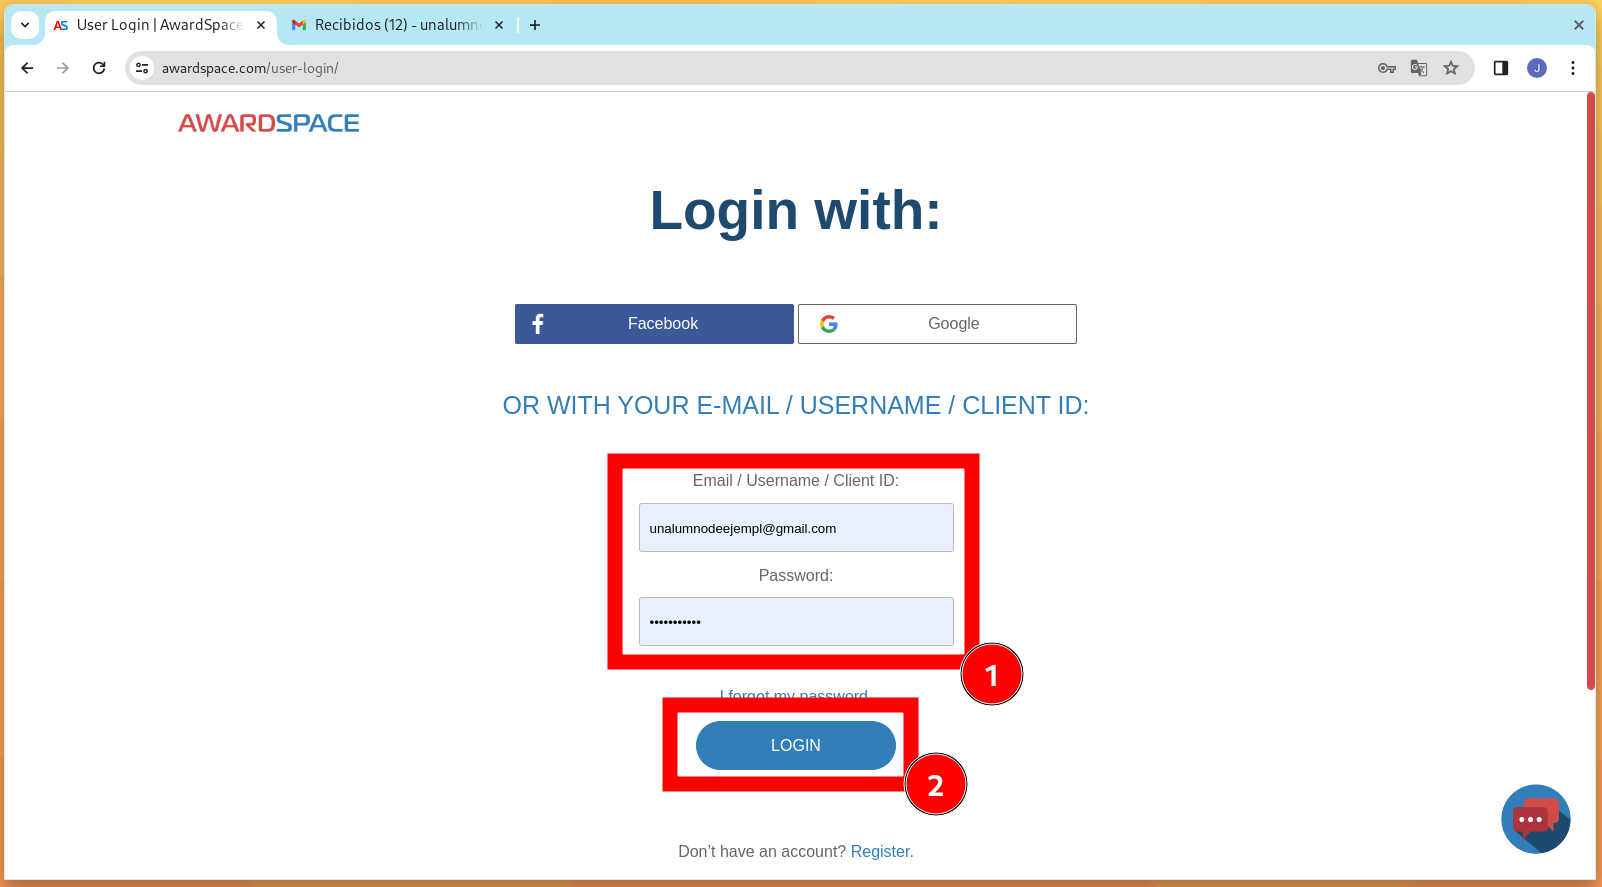 User Login | AwardSpace
Recibidos (12) - unalumn
awardspace.com/user-login/
J
AWARDSPACE
Login with:
Facebook
Google
OR WITH YOUR E-MAIL / USERNAME / CLIENT ID:
Email / Username / Client ID:
unalumnodeejempl@gmail.com
Password:
•••••••••••
1
I forgot my password
LOGIN
2
Don't have an account? Register.